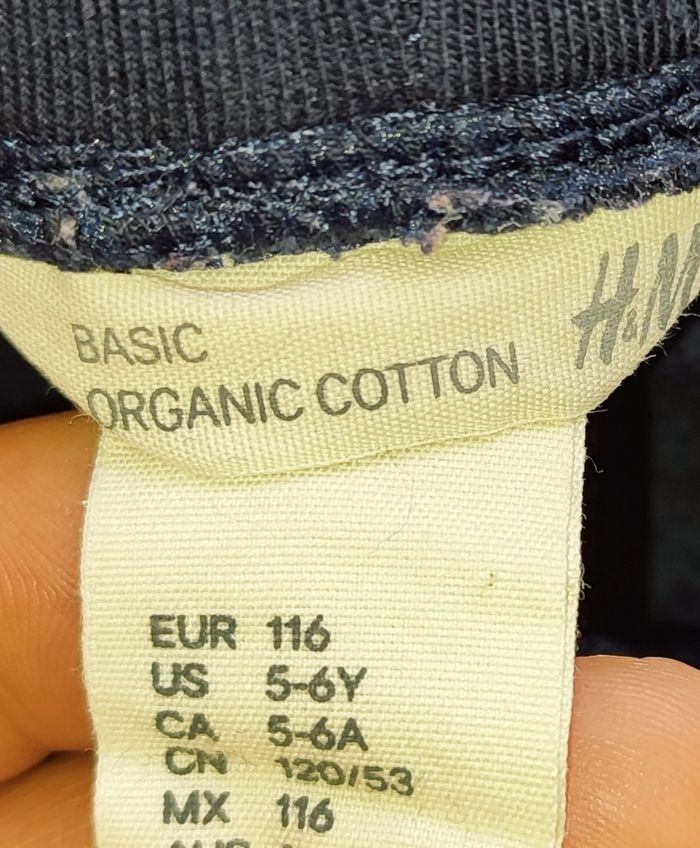 H&M
BASIC
ORGANIC COTTON
EUR 116
US 5-6Y
CA 5-6A
CN 120/53
MX 116